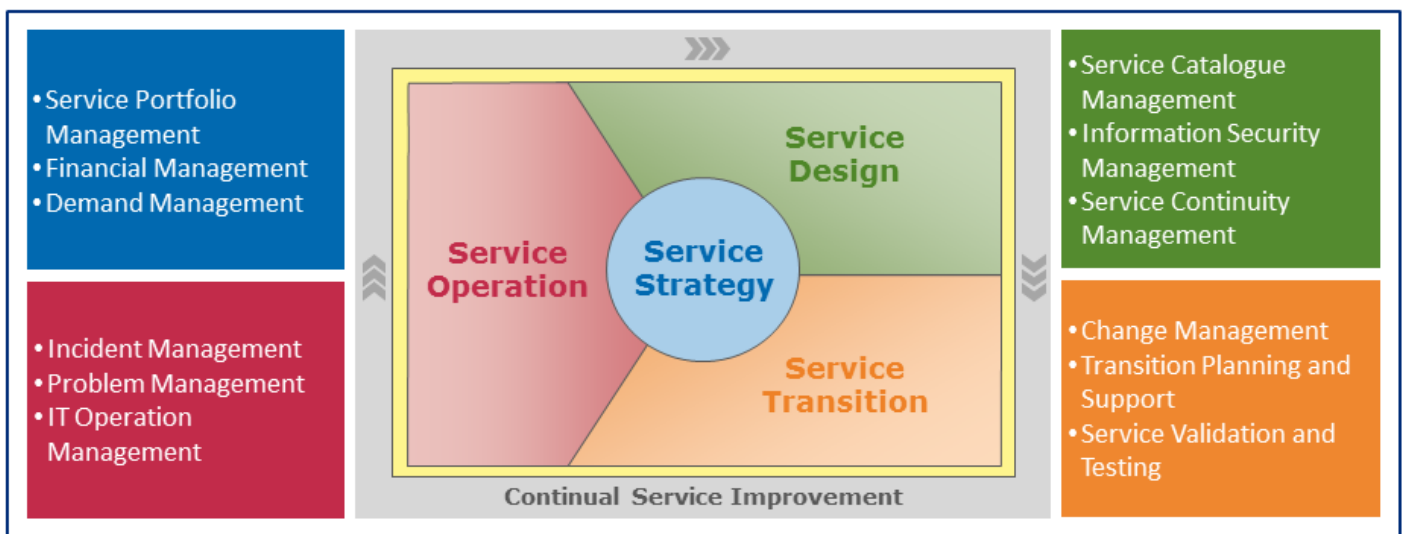 • Service Portfolio
Management
• Financial Management
• Demand Management
• Incident Management
• Problem Management
• IT Operation
Management
Service
Design
Service
Operation
Service
Strategy
Service
Transition
Continual Service Improvement
• Service Catalogue
Management
• Information Security
Management
• Service Continuity
Management
• Change Management
• Transition Planning and
Support
• Service Validation and
Testing